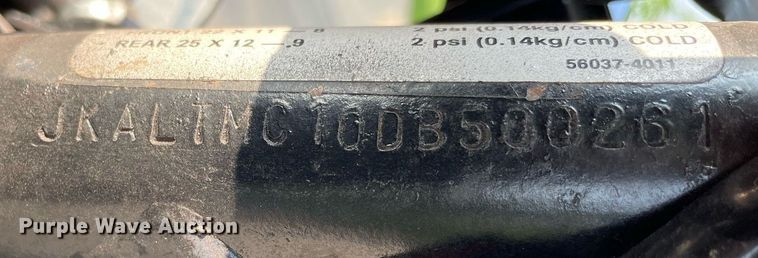 REAR 25 X 12 — .9 2 psi (0.14kg/cm) COLD
56037-4011
JKALTMC10DB500261
Purple Wave Auction